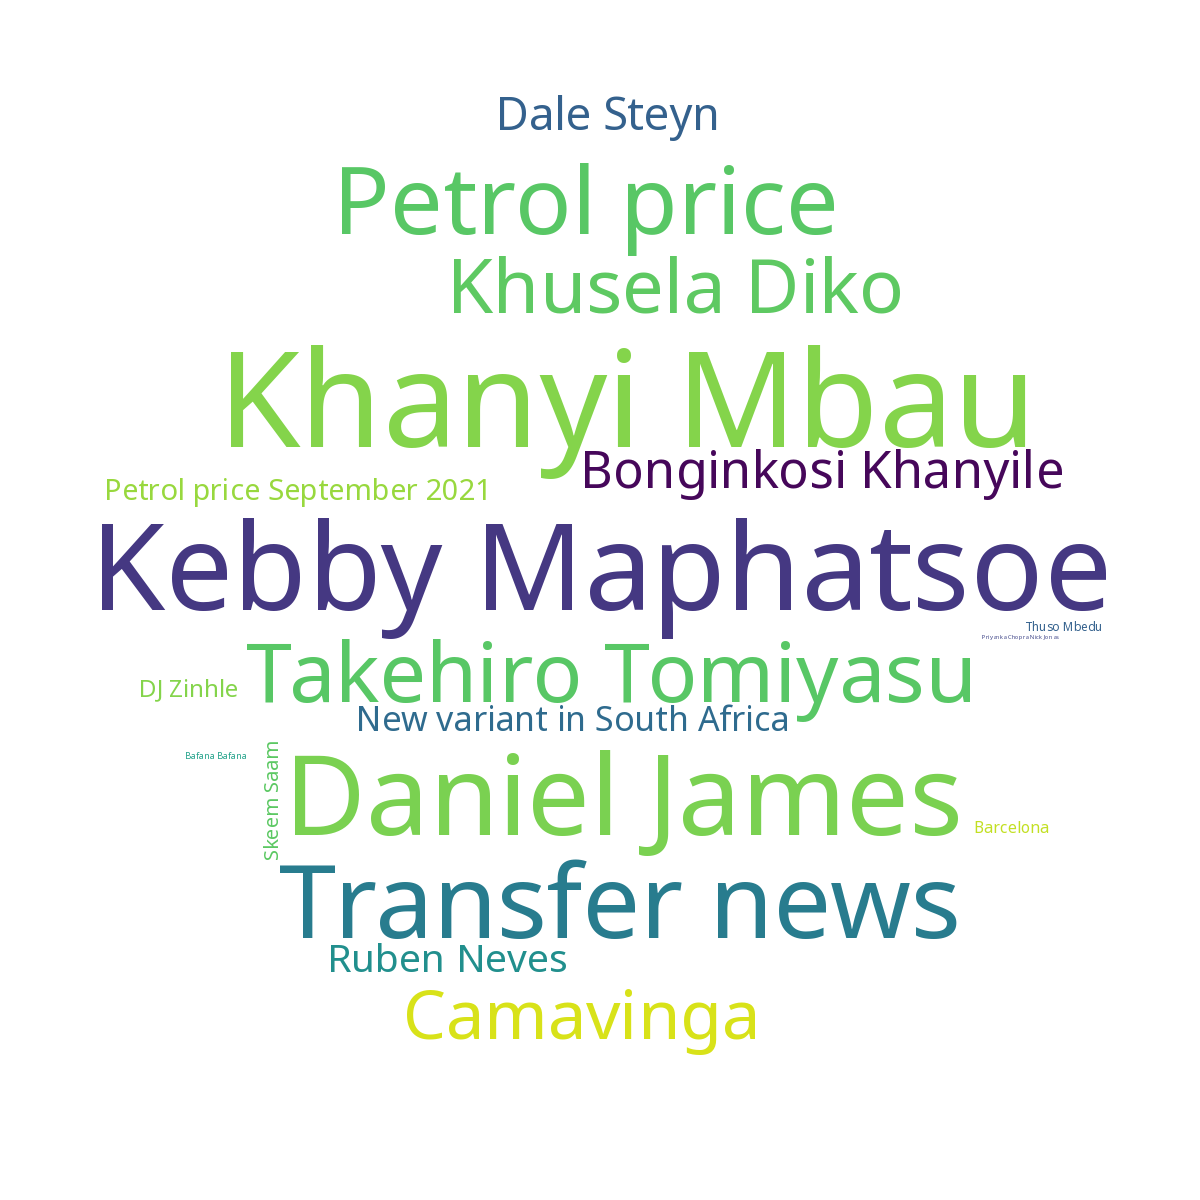 Dale Steyn
Petrol price
Khusela Diko
Khanyi Mbau
Bonginkosi Khanyile
Petrol price September 2021
Kebby Maphatsoe
Thuso Mbedu
Priyanka Chopra Nick Jonas
Takehiro Tomiyasu
DJ Zinhle
New variant in South Africa
Bafana Bafana
Skeem Saam
Daniel James
Barcelona
Transfer news
Ruben Neves
Camavinga